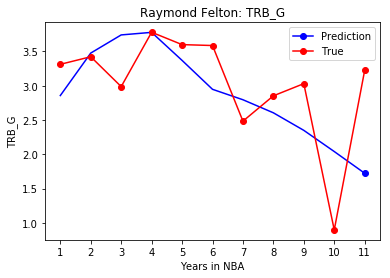 Raymond Felton: TRB_G
Prediction
True
3.5
3.0
2.5
2.0
1.5
1.0
TRB_G
1 2 3 4 5 6 7 8 9 10 11
Years in NBA